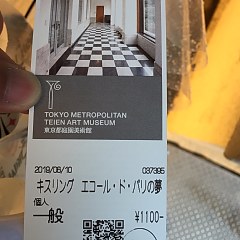 TOKYO METROPOLITAN
TEIEN ART MUSEUM
東京都庭園美術館
2019/06/10 037395
キスリング エコール・ド・パリの夢
個人
一般 ¥1100-